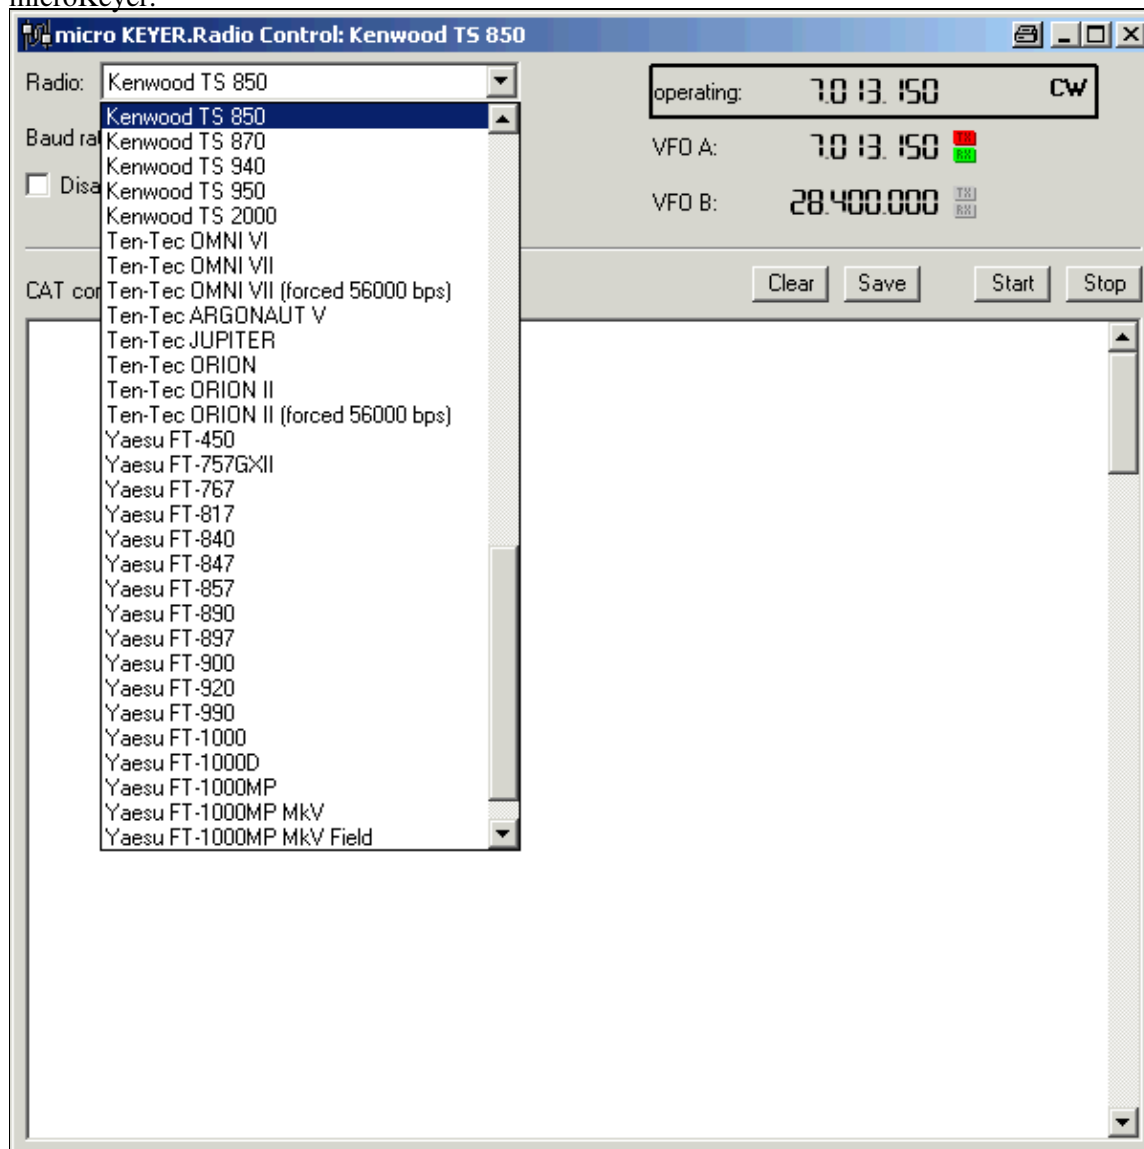 microKeyer.
micro KEYER.Radio Control: Kenwood TS 850
Radio: Kenwood TS 850
operating: 7.013.150 CW
Baud ra
VFO A: 7.013.150 TX RX
Disa
VFO B: 28.400.000 TX RX
CAT cor
Clear Save Start Stop
Kenwood TS 850
Kenwood TS 870
Kenwood TS 940
Kenwood TS 950
Kenwood TS 2000
Ten-Tec OMNI VI
Ten-Tec OMNI VII
Ten-Tec OMNI VII (forced 56000 bps)
Ten-Tec ARGONAUT V
Ten-Tec JUPITER
Ten-Tec ORION
Ten-Tec ORION II
Ten-Tec ORION II (forced 56000 bps)
Yaesu FT-450
Yaesu FT-757GXII
Yaesu FT-767
Yaesu FT-817
Yaesu FT-840
Yaesu FT-847
Yaesu FT-857
Yaesu FT-890
Yaesu FT-897
Yaesu FT-900
Yaesu FT-920
Yaesu FT-990
Yaesu FT-1000
Yaesu FT-1000D
Yaesu FT-1000MP
Yaesu FT-1000MP MkV
Yaesu FT-1000MP MkV Field